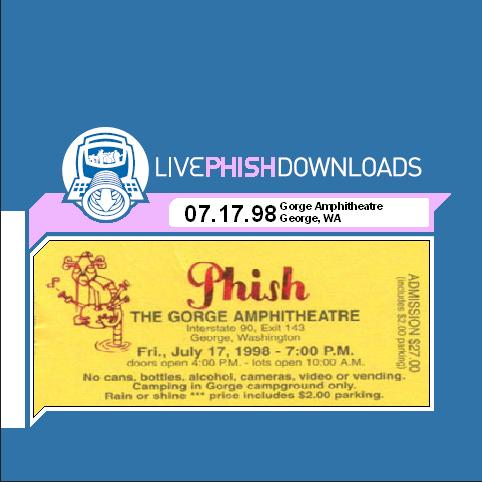 LIVEPHISHDOWNLOADS
07.17.98 Gorge Amphitheatre
George, WA
Phish
THE GORGE AMPHITHEATRE
Interstate 90, Exit 143
George, Washington
Fri., July 17, 1998 - 7:00 P.M.
doors open 4:00 P.M. - lots open 10:00 A.M.
No cans, bottles, alcohol, cameras, video or vending.
Camping in Gorge campground only.
Rain or shine *** price includes $2.00 parking.
ADMISSION $27.00
(includes $2.00 parking)